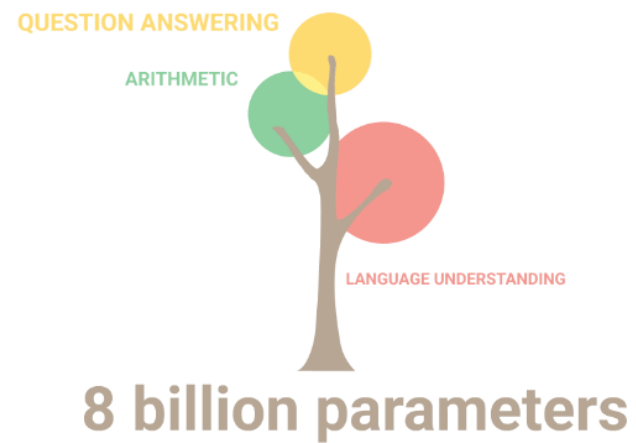 QUESTION ANSWERING
ARITHMETIC
LANGUAGE UNDERSTANDING
8 billion parameters